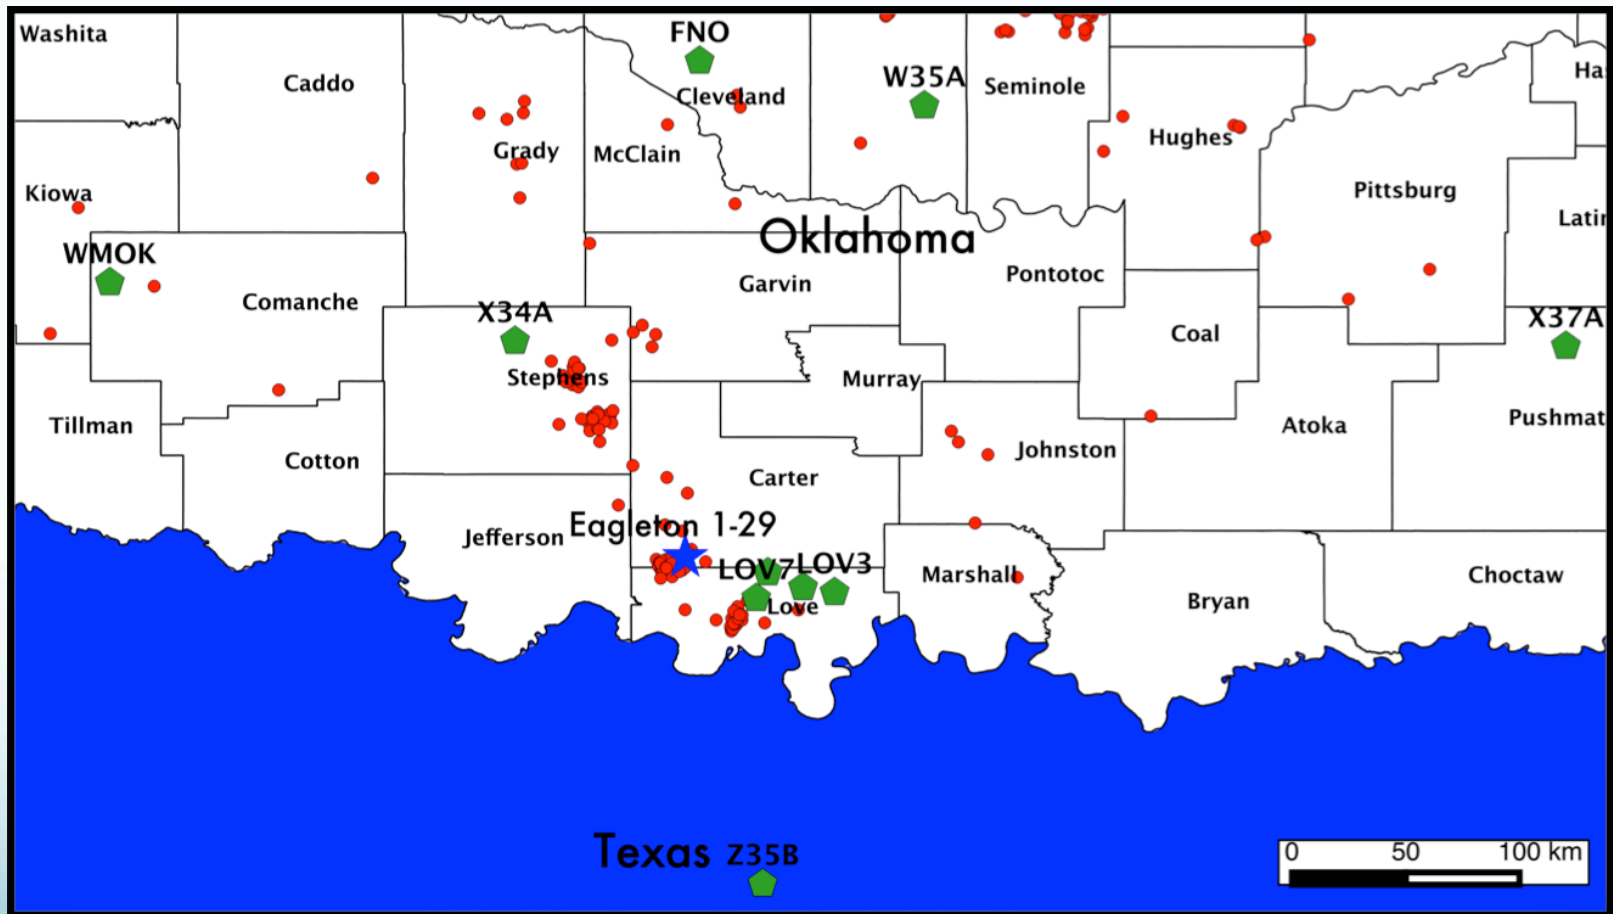 Washita
FNO
Caddo
W35A
Seminole
Ha
Cleveland
Hughes
Grady
McClain
Kiowa
Pittsburg
Latir
WMOK
Oklahoma
Comanche
Garvin
Pontotoc
X34A
X37A
Coal
Stephens
Murray
Tillman
Atoka
Pushmat
Cotton
Johnston
Carter
Jefferson
Eagleton 1-29
LOV7
LOV3
Marshall
Choctaw
Love
Bryan
Texas
Z35B
0 50 100 km